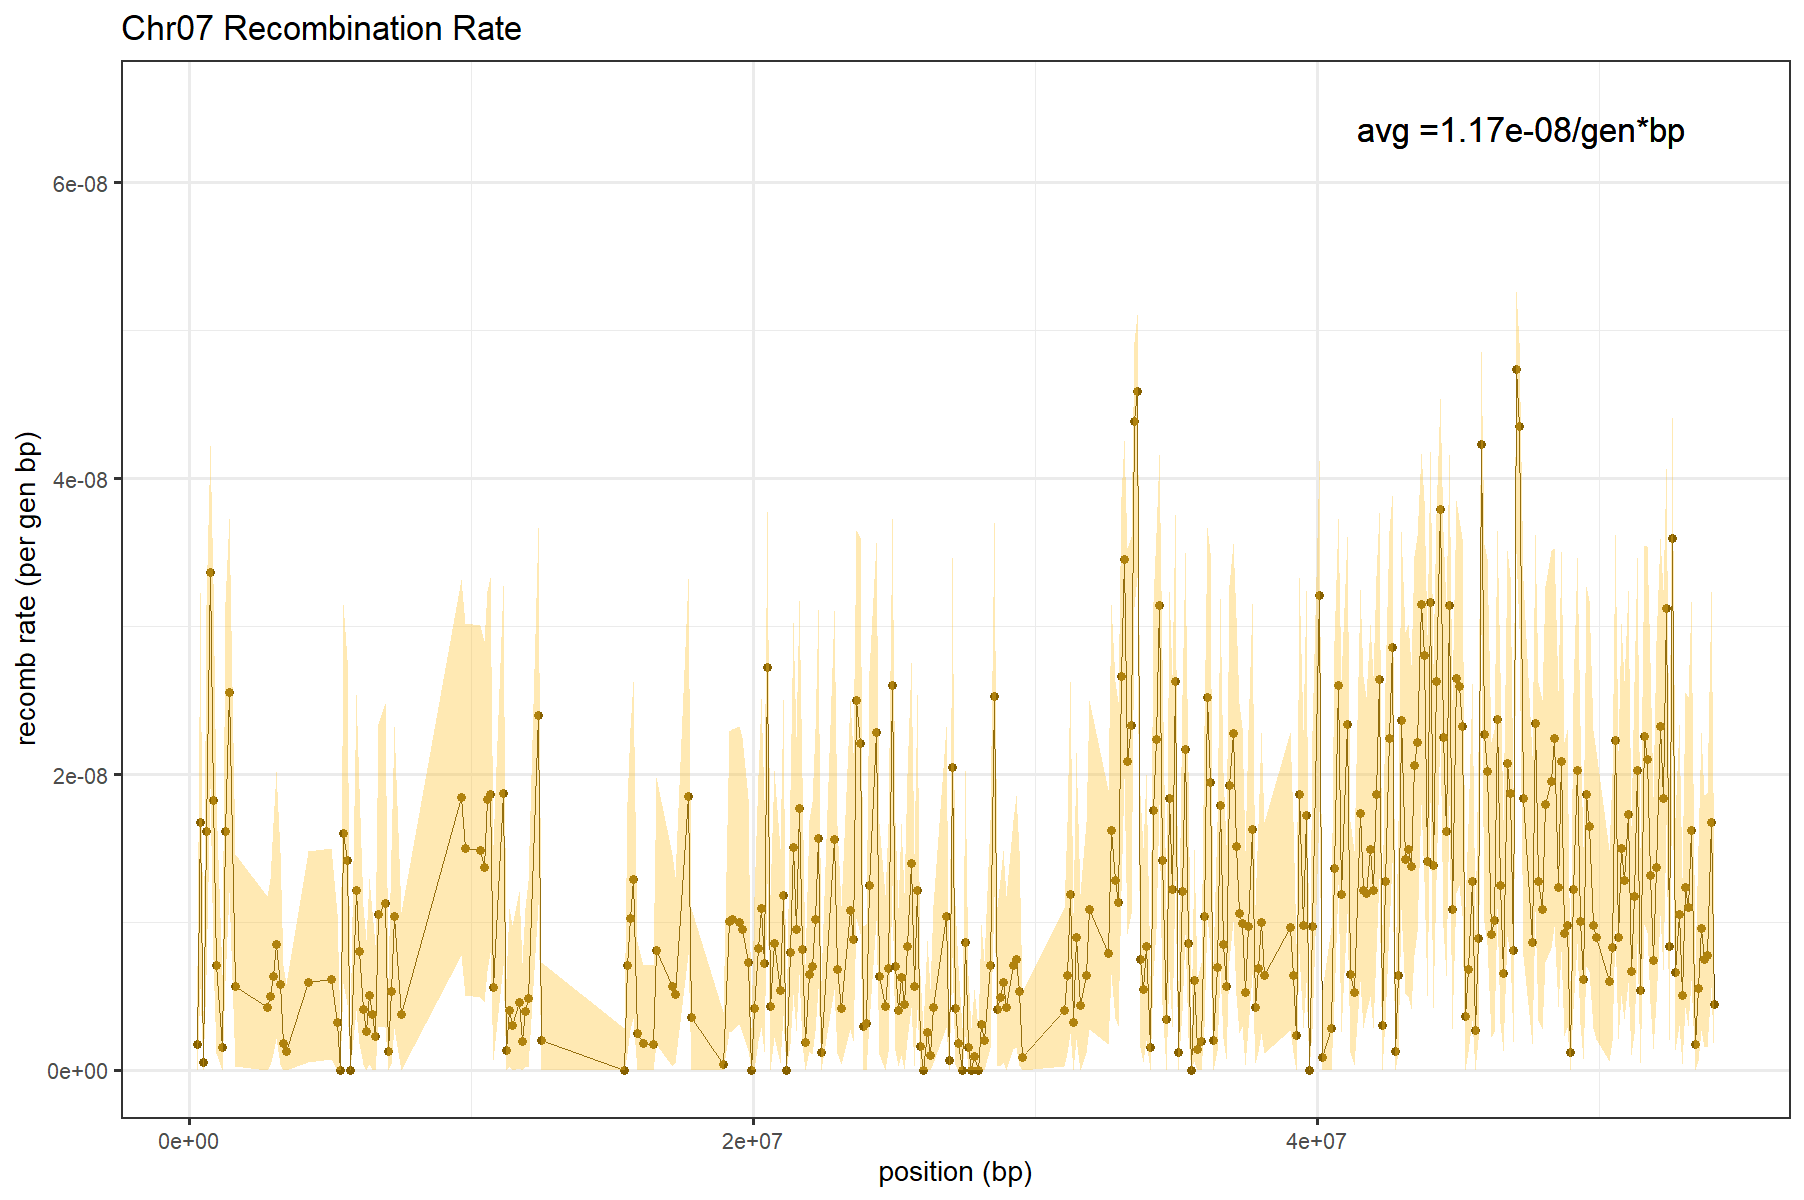 Chr07 Recombination Rate
avg =1.17e-08/gen*bp
recomb rate (per gen bp)
6e-08
4e-08
2e-08
0e+00
0e+00 2e+07 4e+07
position (bp)